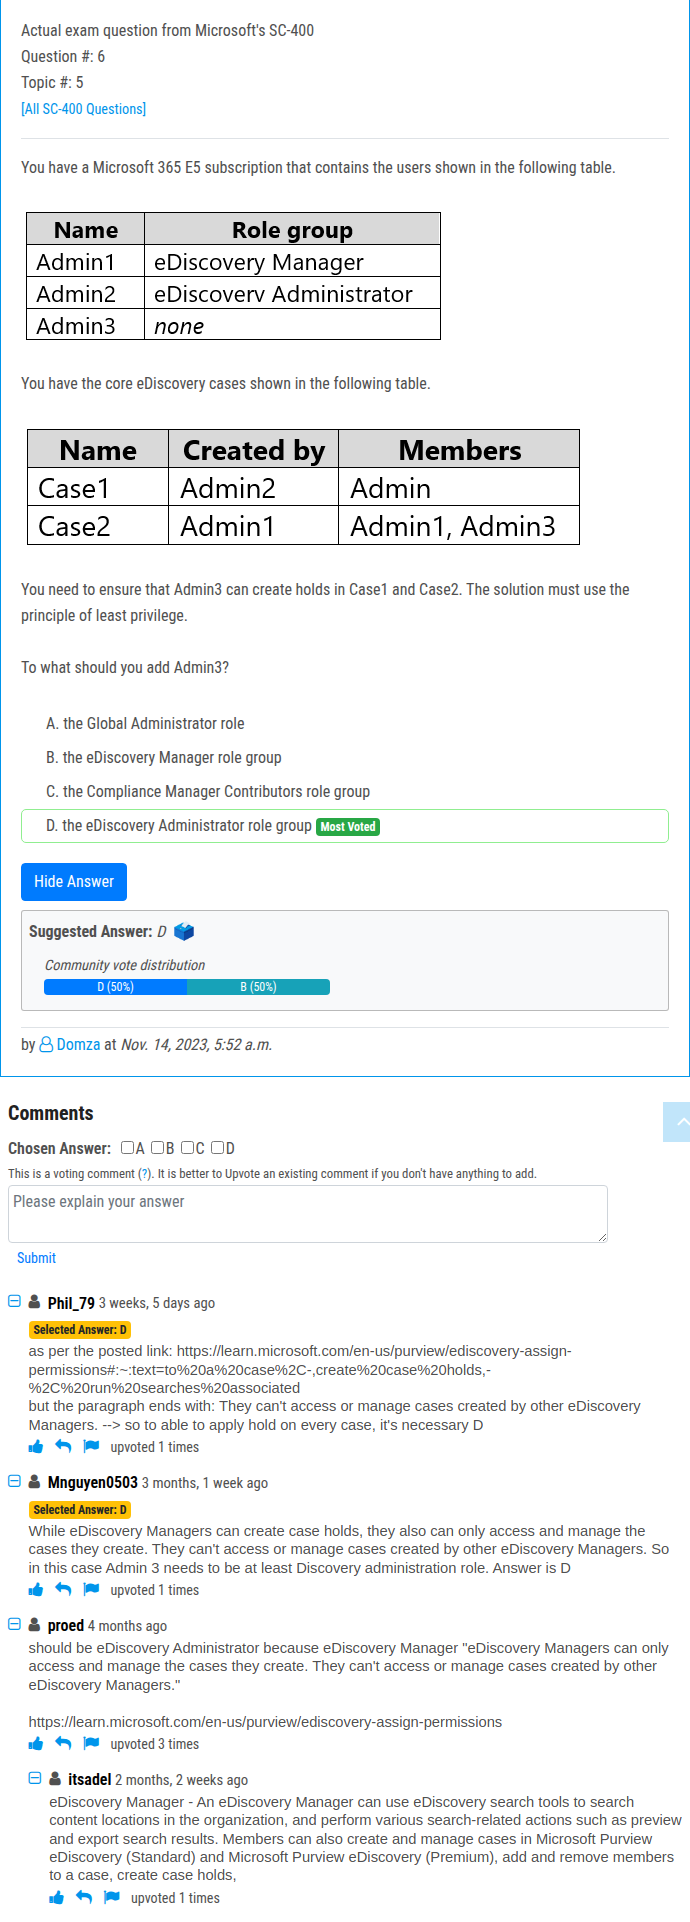 Actual exam question from Microsoft's SC-400
Question #: 6
Topic #: 5
[All SC-400 Questions]
You have a Microsoft 365 E5 subscription that contains the users shown in the following table.
Name Role group
Admin1 eDiscovery Manager
Admin2 eDiscoverv Administrator
Admin3 none
You have the core eDiscovery cases shown in the following table.
Name Created by Members
Case1 Admin2 Admin
Case2 Admin1 Admin1, Admin3
You need to ensure that Admin3 can create holds in Case1 and Case2. The solution must use the
principle of least privilege.
To what should you add Admin3?
A. the Global Administrator role
B. the eDiscovery Manager role group
C. the Compliance Manager Contributors role group
D. the eDiscovery Administrator role group Most Voted
Hide Answer
Suggested Answer: D
Community vote distribution
D (50%) B (50%)
by Domza at Nov. 14, 2023, 5:52 a.m.
Comments
Chosen Answer: A B C D
This is a voting comment (?). It is better to Upvote an existing comment if you don't have anything to add.
Please explain your answer
Submit
Phil_79 3 weeks, 5 days ago
Selected Answer: D
as per the posted link: https://learn.microsoft.com/en-us/purview/ediscovery-assign-
permissions#:~:text=to%20a%20case%2C-,create%20case%20holds,-
%2C%20run%20searches%20associated
but the paragraph ends with: They can't access or manage cases created by other eDiscovery
Managers. --> so to able to apply hold on every case, it's necessary D
upvoted 1 times
Mnguyen0503 3 months, 1 week ago
Selected Answer: D
While eDiscovery Managers can create case holds, they also can only access and manage the
cases they create. They can't access or manage cases created by other eDiscovery Managers. So
in this case Admin 3 needs to be at least Discovery administration role. Answer is D
upvoted 1 times
proed 4 months ago
should be eDiscovery Administrator because eDiscovery Manager "eDiscovery Managers can only
access and manage the cases they create. They can't access or manage cases created by other
eDiscovery Managers."
https://learn.microsoft.com/en-us/purview/ediscovery-assign-permissions
upvoted 3 times
itsadel 2 months, 2 weeks ago
eDiscovery Manager - An eDiscovery Manager can use eDiscovery search tools to search
content locations in the organization, and perform various search-related actions such as preview
and export search results. Members can also create and manage cases in Microsoft Purview
eDiscovery (Standard) and Microsoft Purview eDiscovery (Premium), add and remove members
to a case, create case holds,
upvoted 1 times